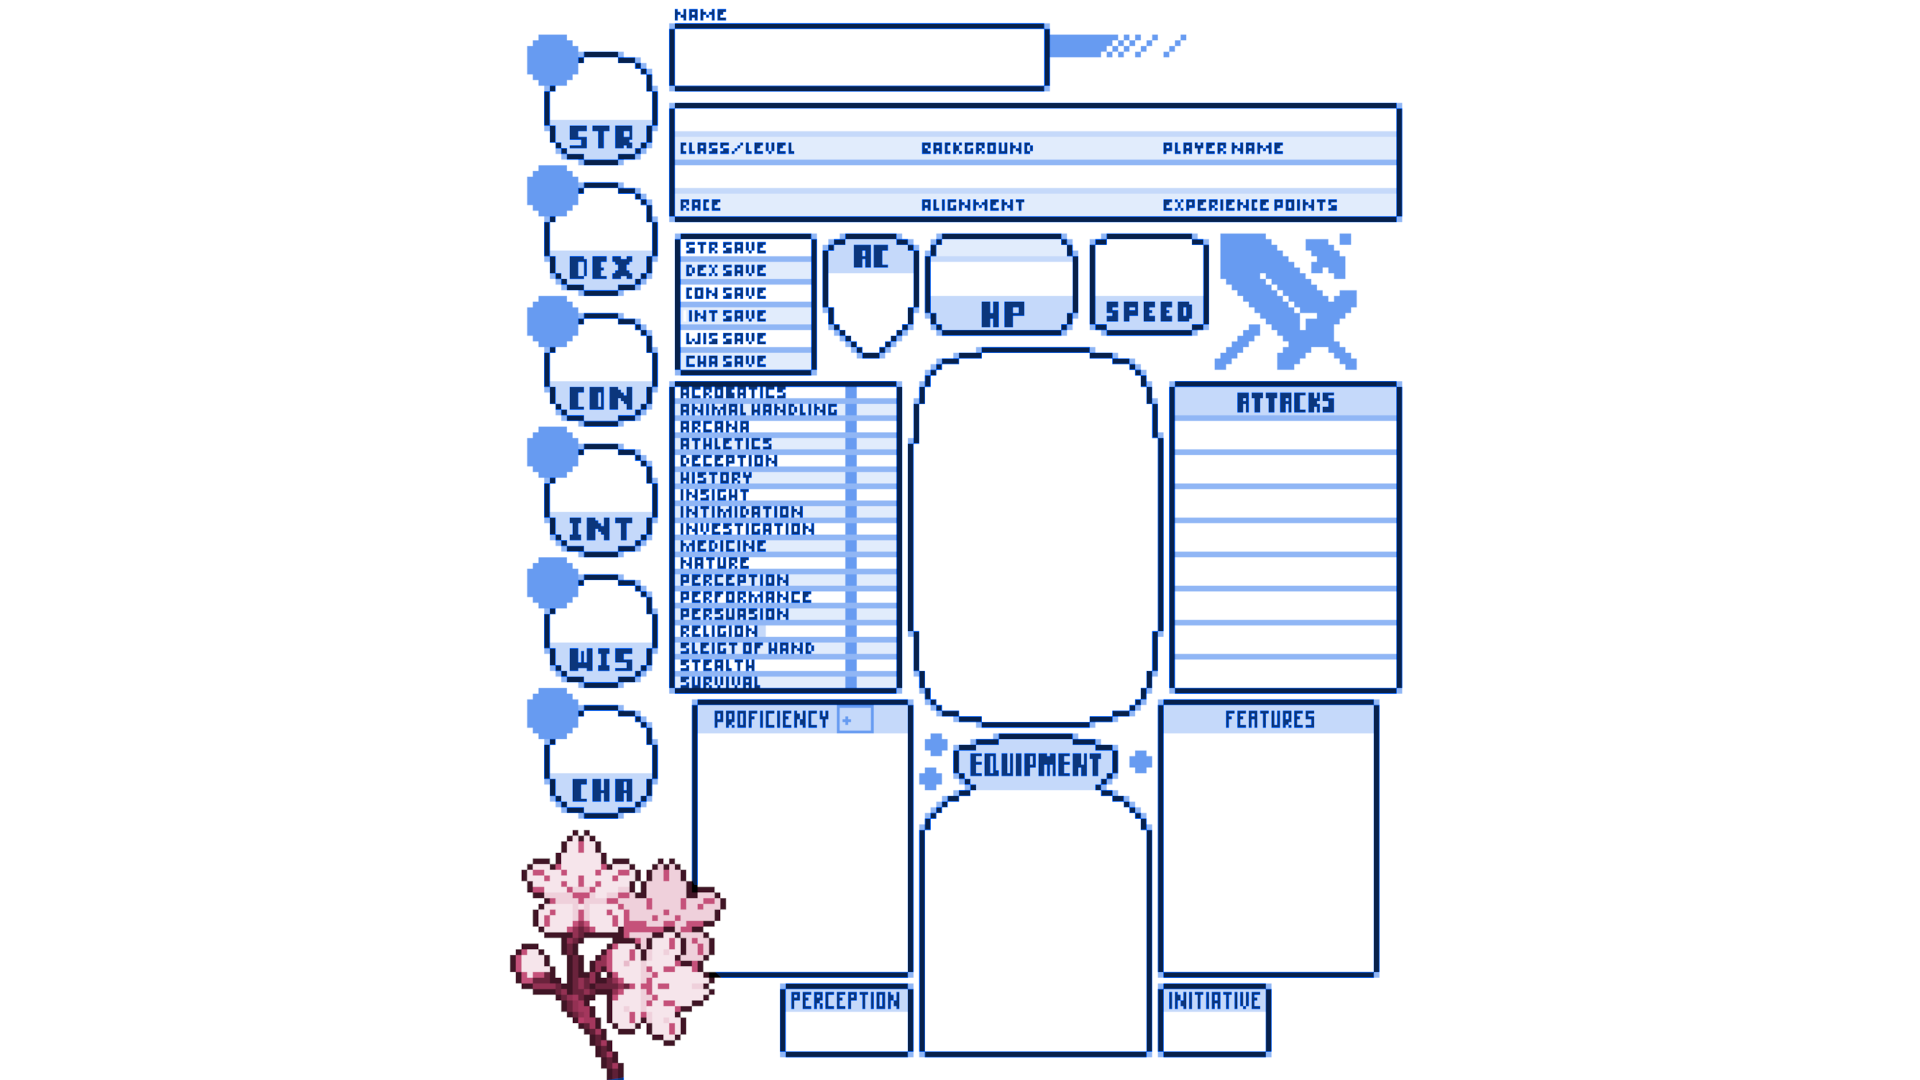 NAME
STR
CLASS/LEVEL BACKGROUND PLAYER NAME
RACE ALIGNMENT EXPERIENCE POINTS
DEX
STR SAVE
DEX SAVE
CON SAVE
INT SAVE
WIS SAVE
CHA SAVE
AC
HP
SPEED
CON
ACROBATICS
ANIMAL HANDLING
ARCANA
ATHLETICS
DECEPTION
HISTORY
INSIGHT
INTIMIDATION
INVESTIGATION
MEDICINE
NATURE
PERCEPTION
PERFORMANCE
PERSUASION
RELIGION
SLEIGT OF HAND
STEALTH
SURVIVAL
ATTACKS
INT
WIS
CHA
PROFICIENCY +
EQUIPMENT
FEATURES
PERCEPTION
INITIATIVE